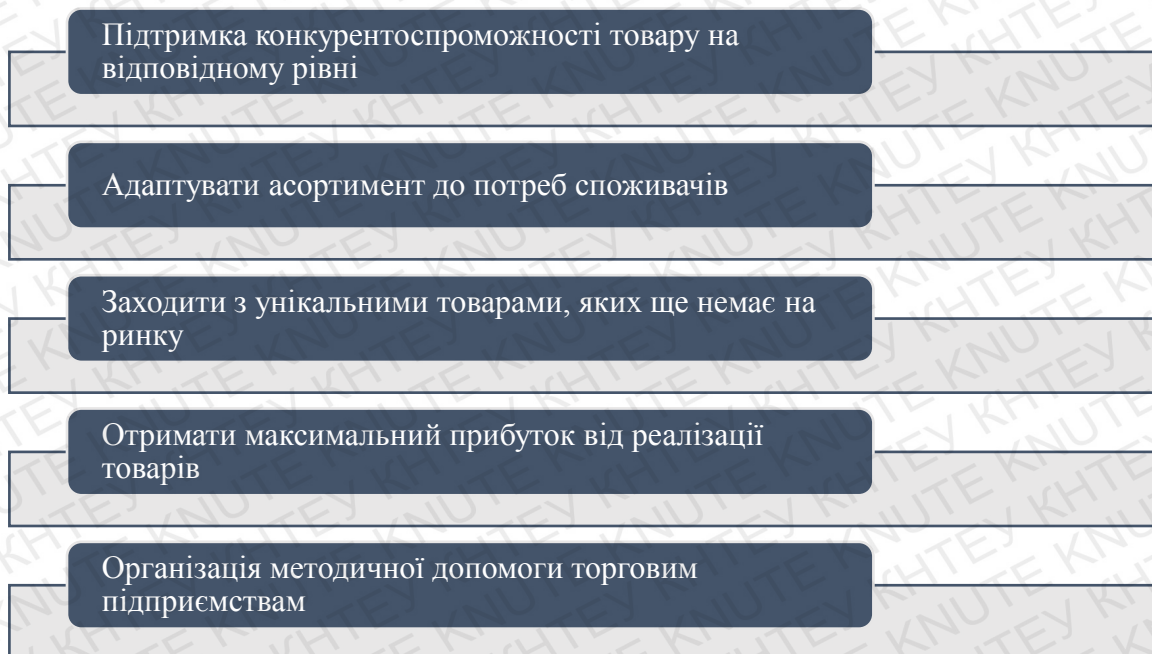 Підтримка конкурентоспроможності товару на
відповідному рівні
Адаптувати асортимент до потреб споживачів
Заходити з унікальними товарами, яких ще немає на
ринку
Отримати максимальний прибуток від реалізації
товарів
Організація методичної допомоги торговим
підприємствам